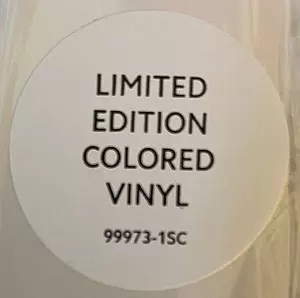 LIMITED
EDITION
COLORED
VINYL
99973-1SC